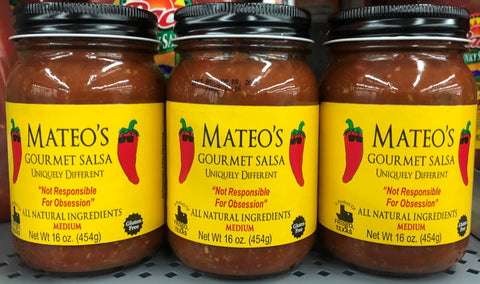 MATEO'S
GOURMET SALSA
UNIQUELY DIFFERENT
"Not Responsible
For Obsession"
ALL NATURAL INGREDIENTS
MEDIUM
Net Wt 16 oz. (454g)
Gluten
Free
MATEO'S
GOURMET SALSA
UNIQUELY DIFFERENT
"Not Responsible
For Obsession"
ALL NATURAL INGREDIENTS
MEDIUM
Net Wt 16 oz. (454g)
TEXAS
Gluten
Free
MATEO'S
GOURMET SALSA
UNIQUELY DIFFERENT
"Not Responsible
For Obsession"
ALL NATURAL INGREDIENTS
MEDIUM
Net Wt 16 oz. (454g)
FRISCO,
TEXAS
Gluten
Free